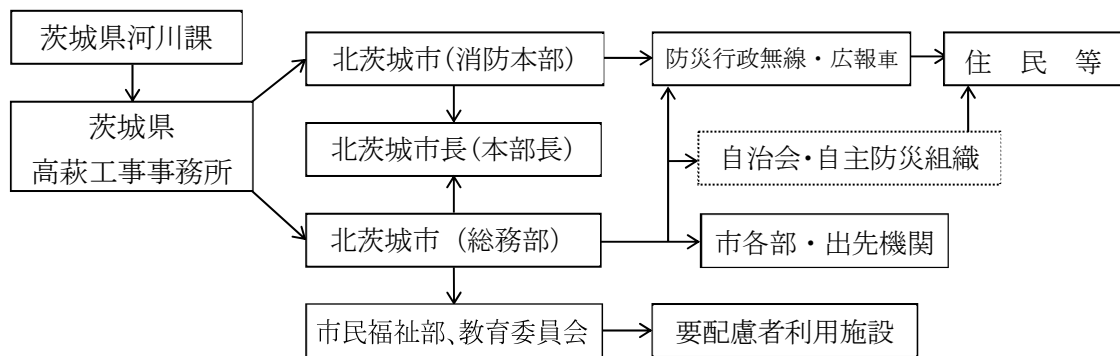 茨城県河川課
茨城県
高萩工事事務所
北茨城市(消防本部)
北茨城市長(本部長)
北茨城市 (総務部)
市民福祉部、教育委員会
防災行政無線・広報車
自治会・自主防災組織
市各部・出先機関
要配慮者利用施設
住 民 等